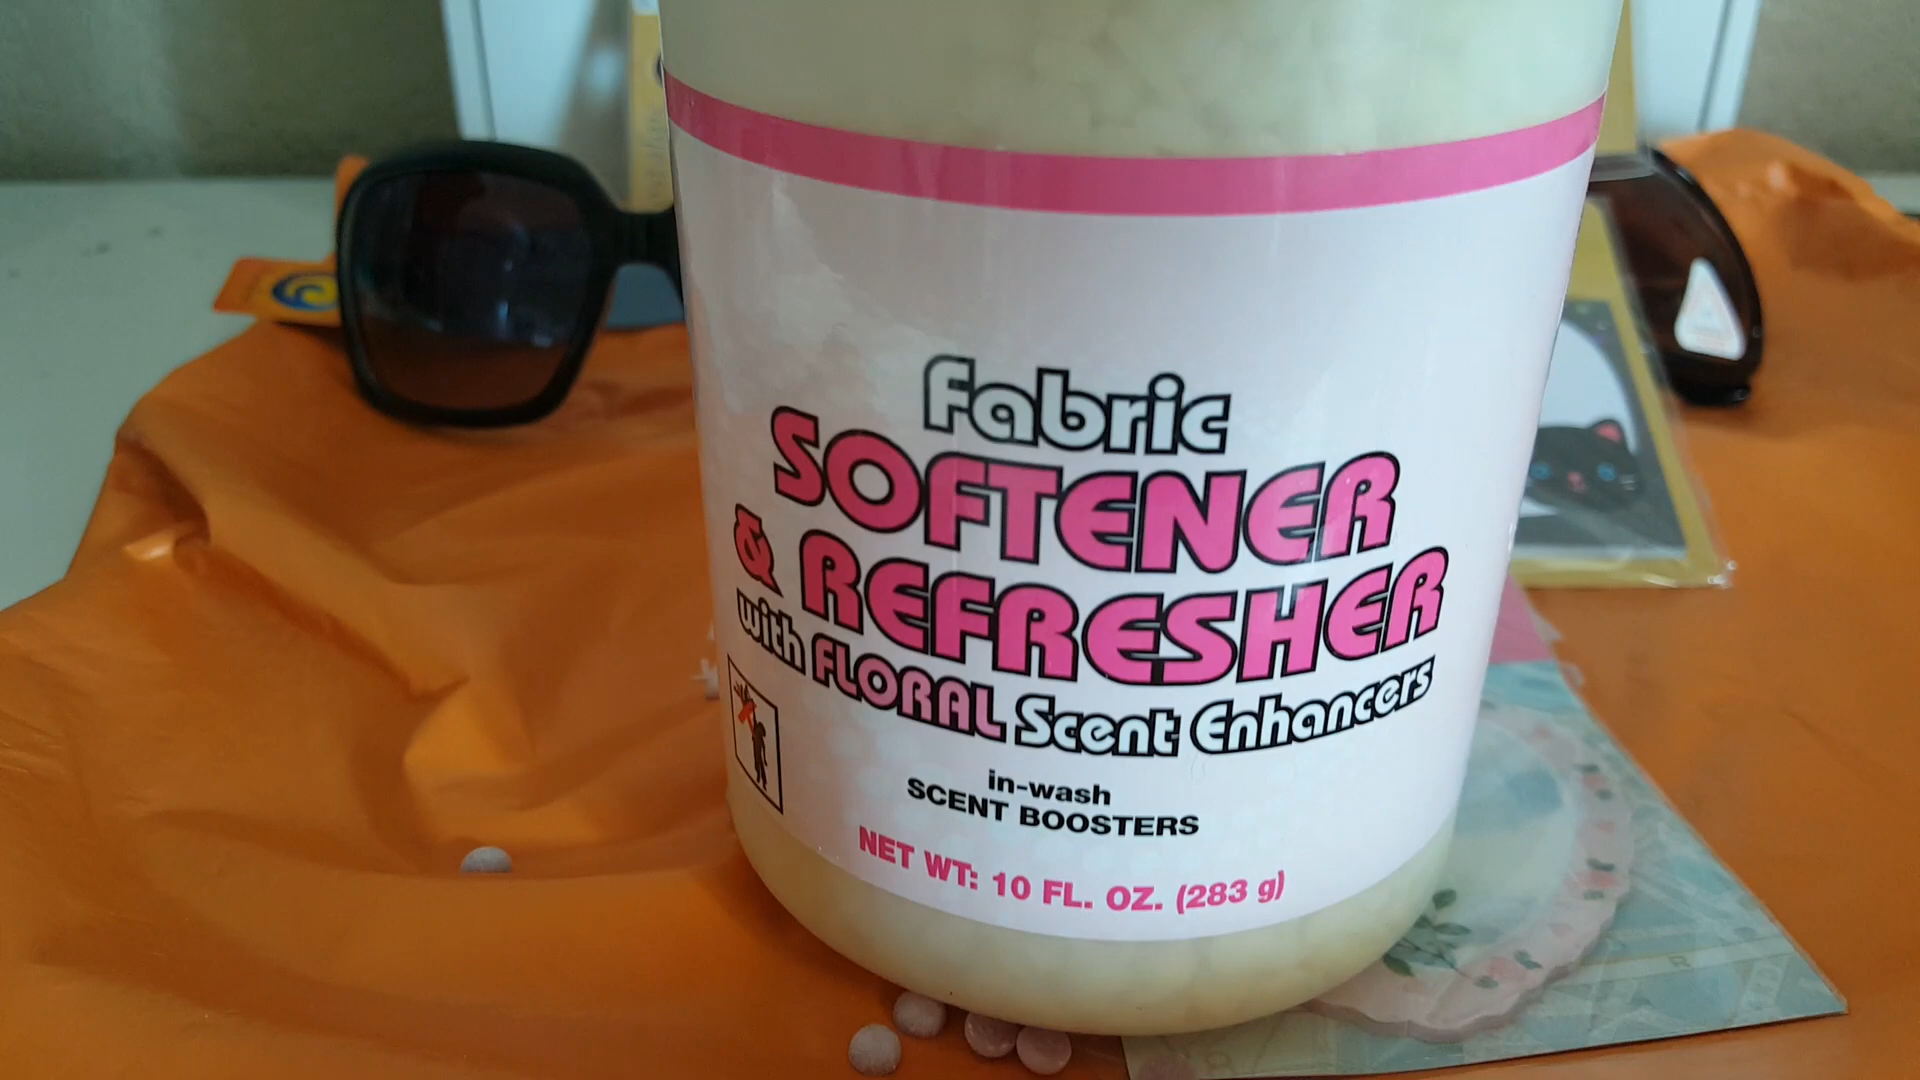 Fabric
SOFTENER
& REFRESHER
with FLORAL Scent Enhancers
in-wash
SCENT BOOSTERS
NET WT: 10 FL. OZ. (283 g)